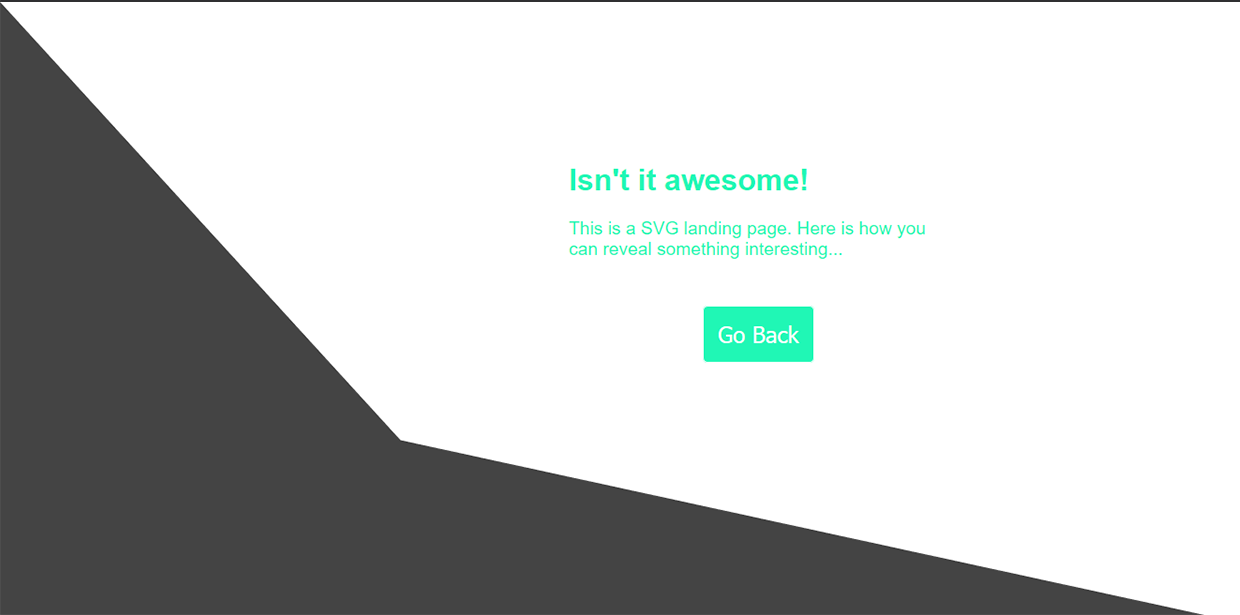 Isn't it awesome!
This is a SVG landing page. Here is how you
can reveal something interesting...
Go Back